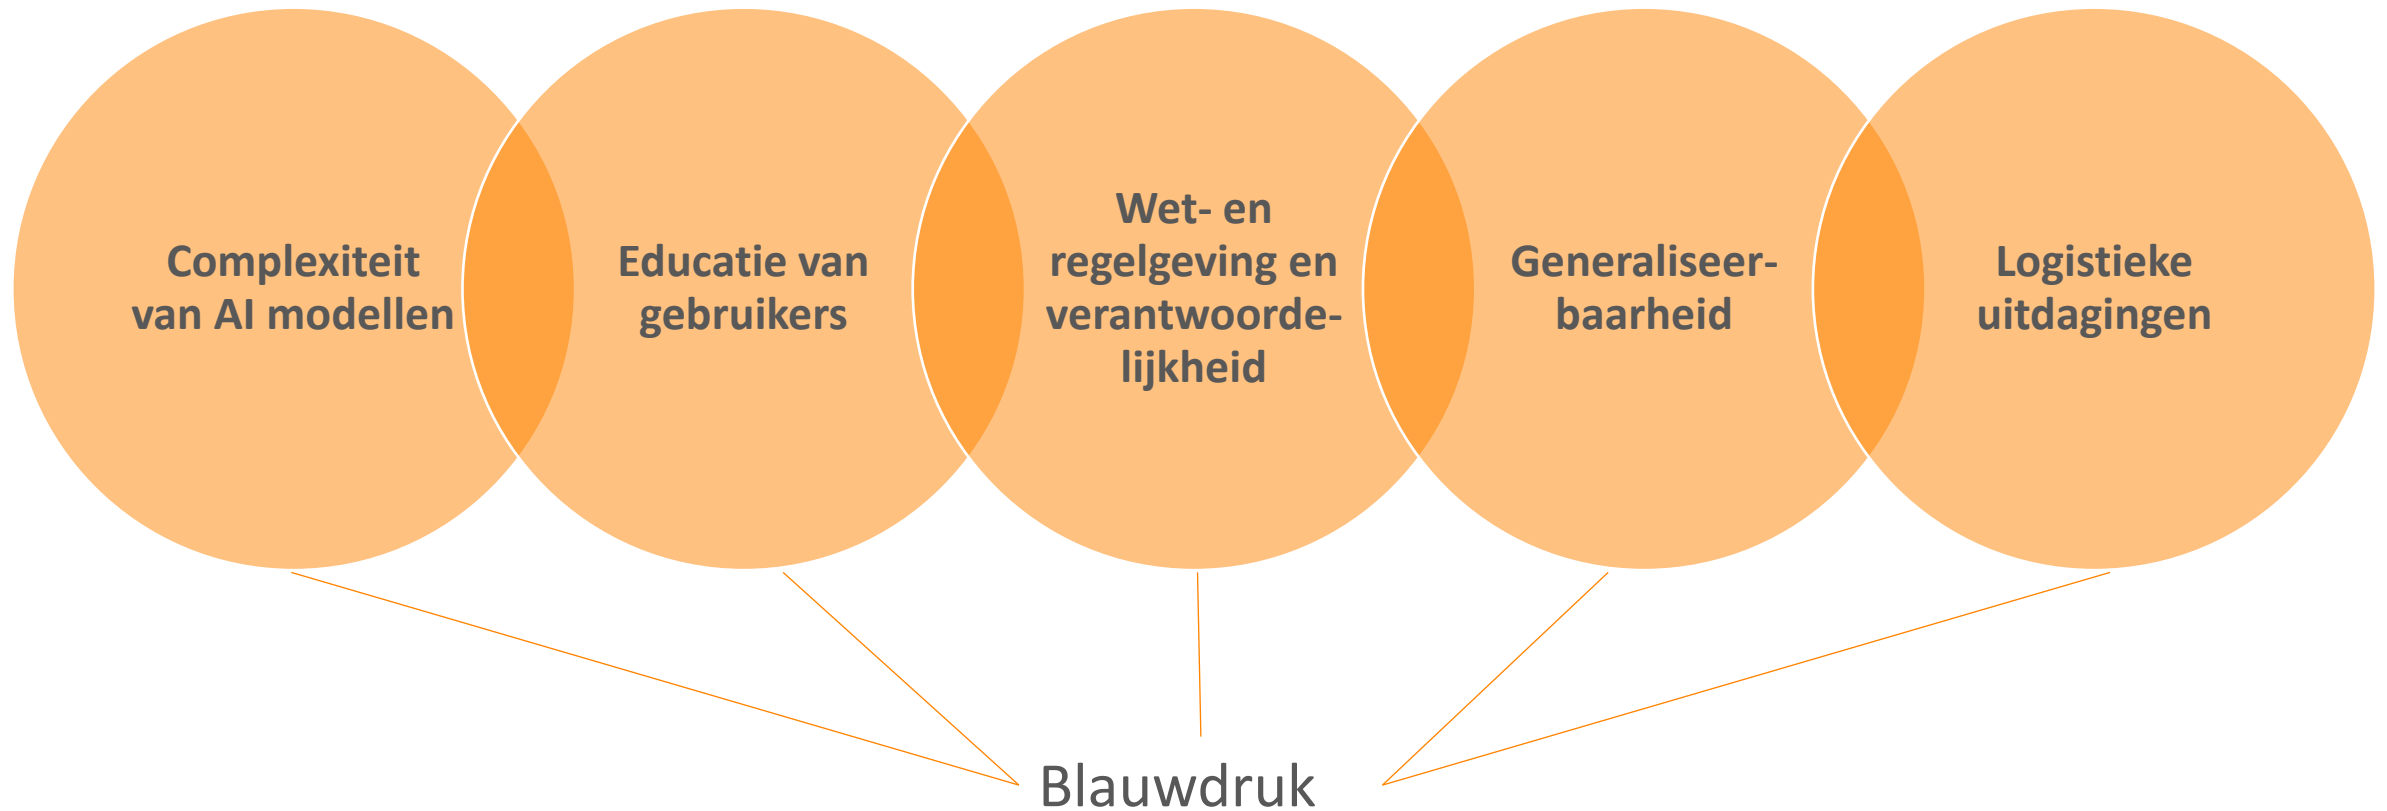 Complexiteit
van AI modellen
Educatie van
gebruikers
Wet- en
regelgeving en
verantwoorde-
lijkheid
Generaliseer-
baarheid
Logistieke
uitdagingen
Blauwdruk